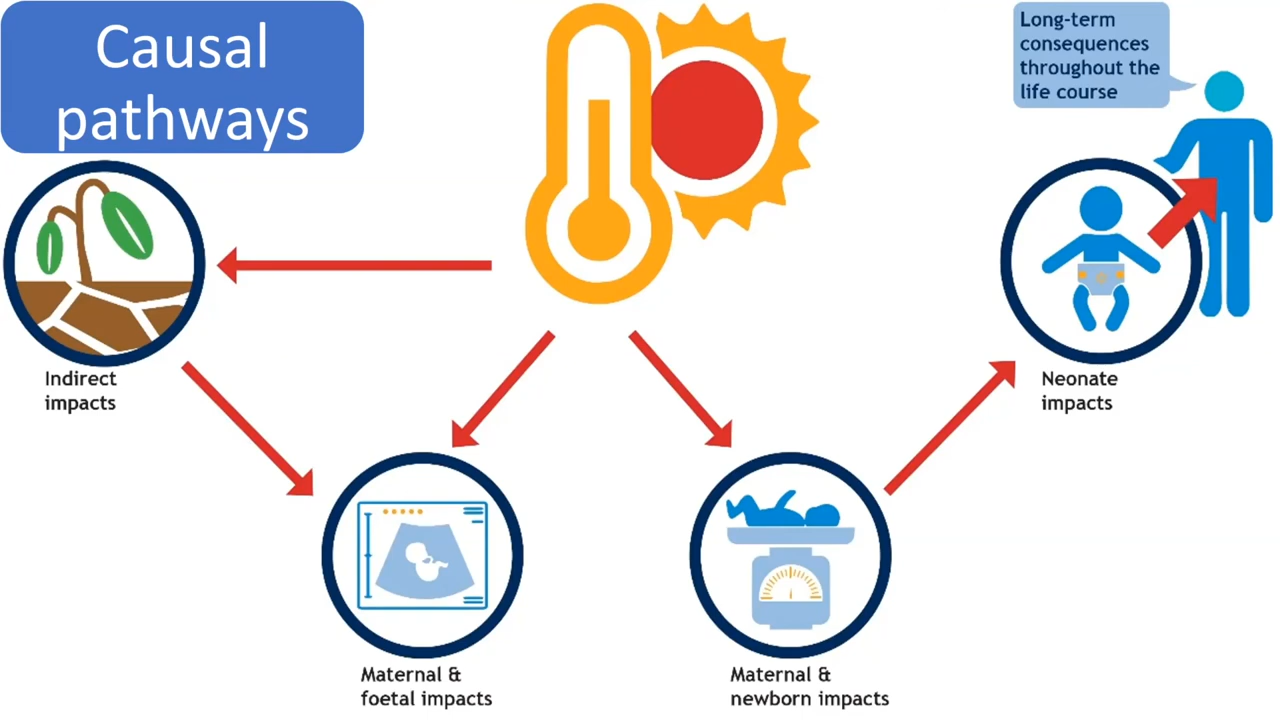 Causal
pathways
Long-term
consequences
throughout the
life course
Indirect
impacts
Neonate
impacts
Maternal &
foetal impacts
Maternal &
newborn impacts